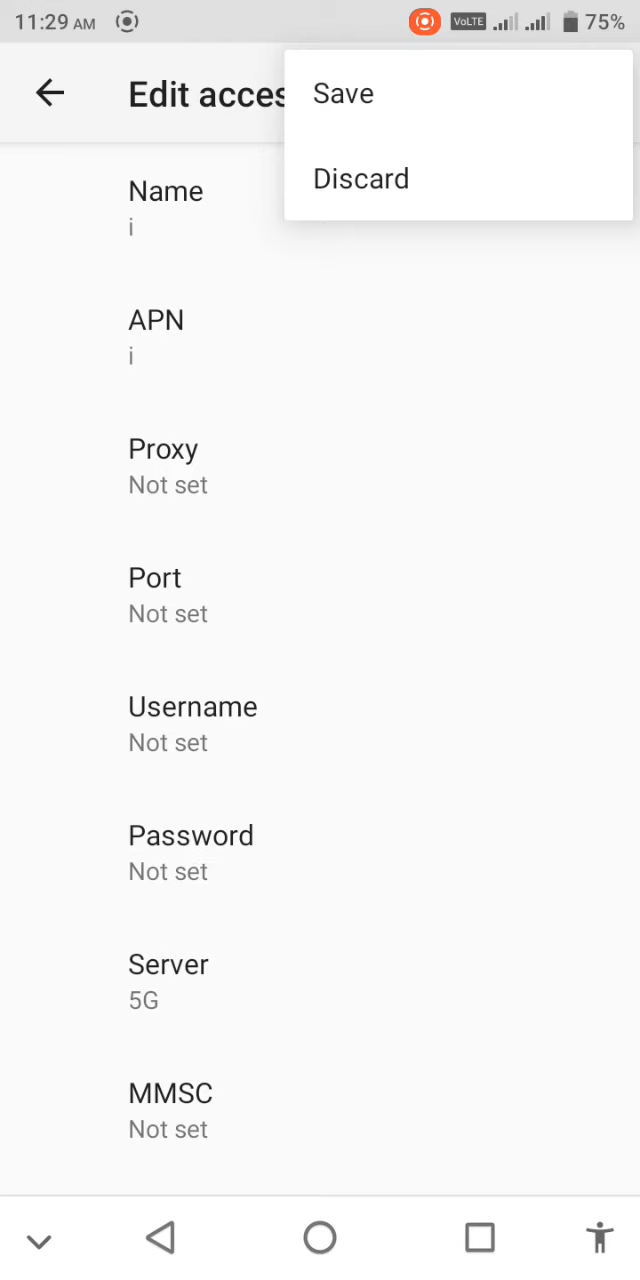 11:29 AM VoLTE 75%
Edit acces
Save
Discard
Name
i
APN
i
Proxy
Not set
Port
Not set
Username
Not set
Password
Not set
Server
5G
MMSC
Not set